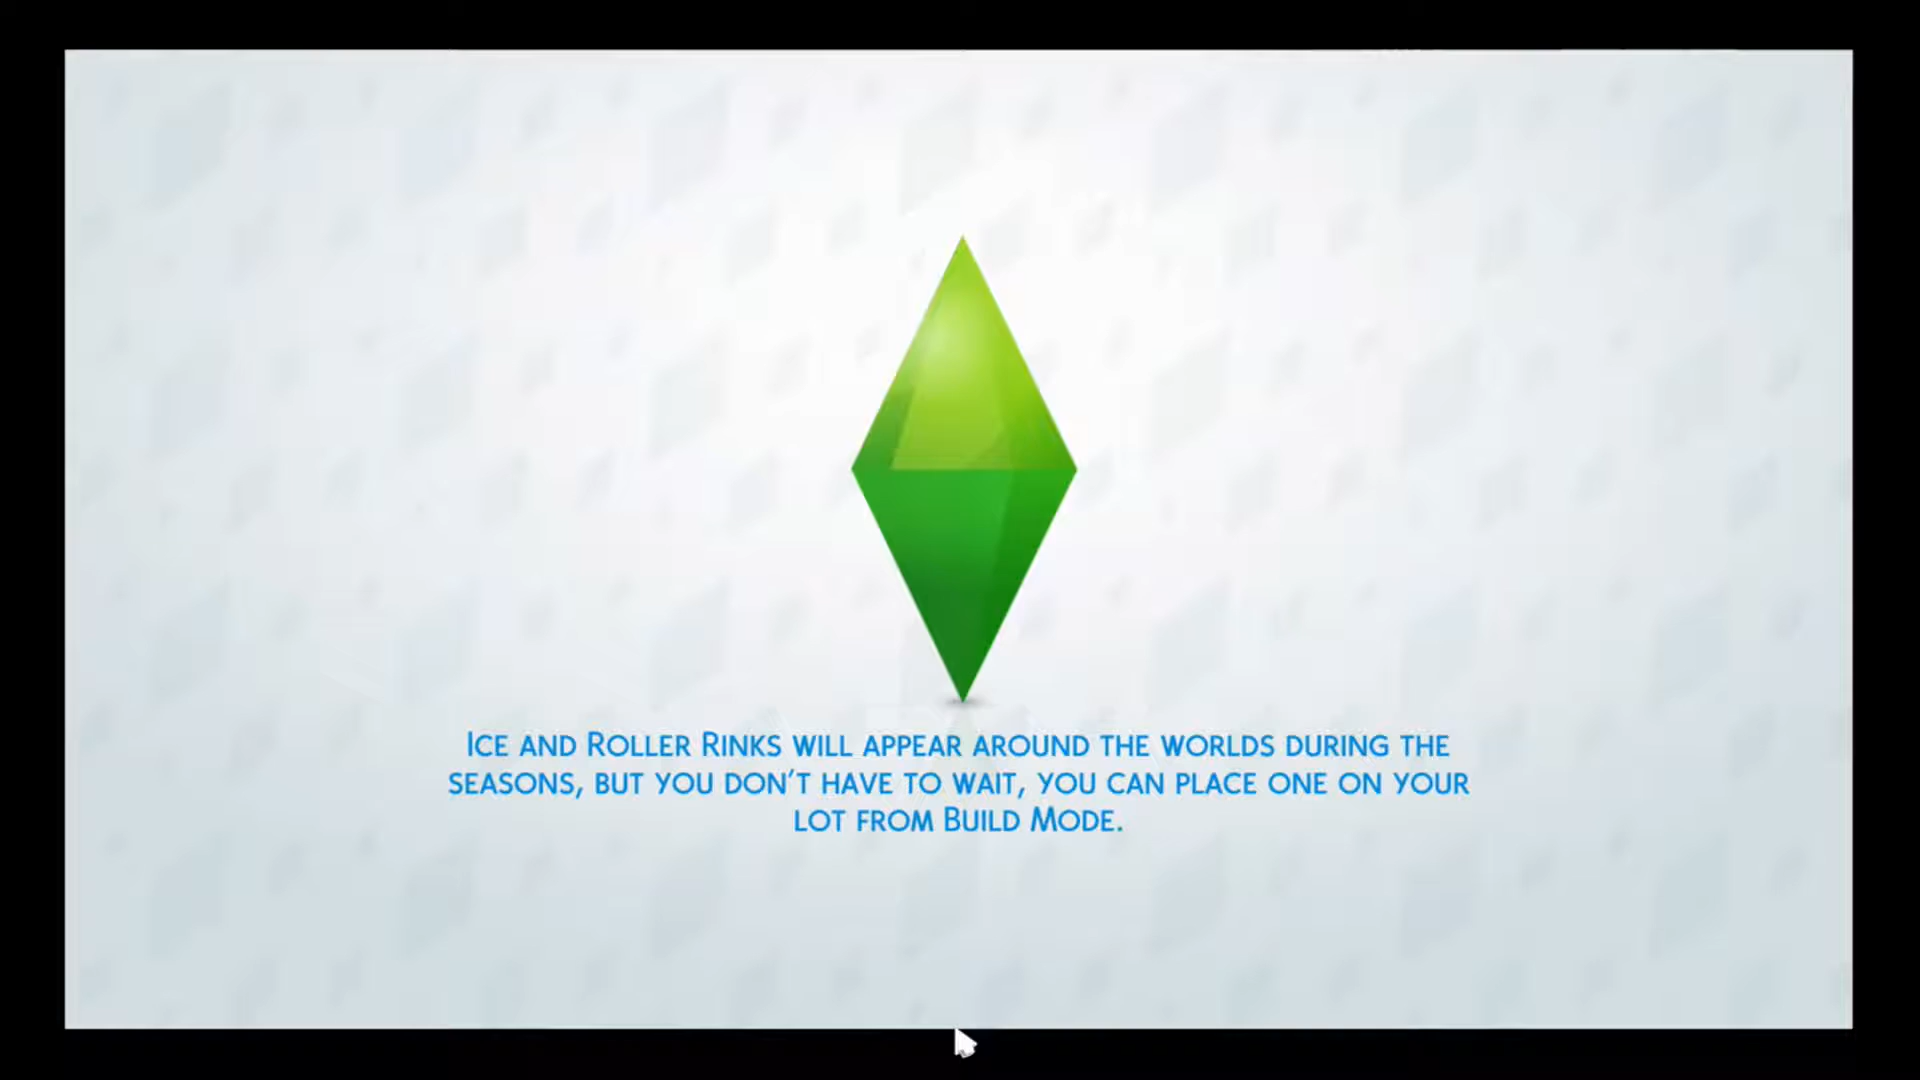 Ice and Roller Rinks will appear around the worlds during the
seasons, but you don't have to wait, you can place one on your
lot from Build Mode.